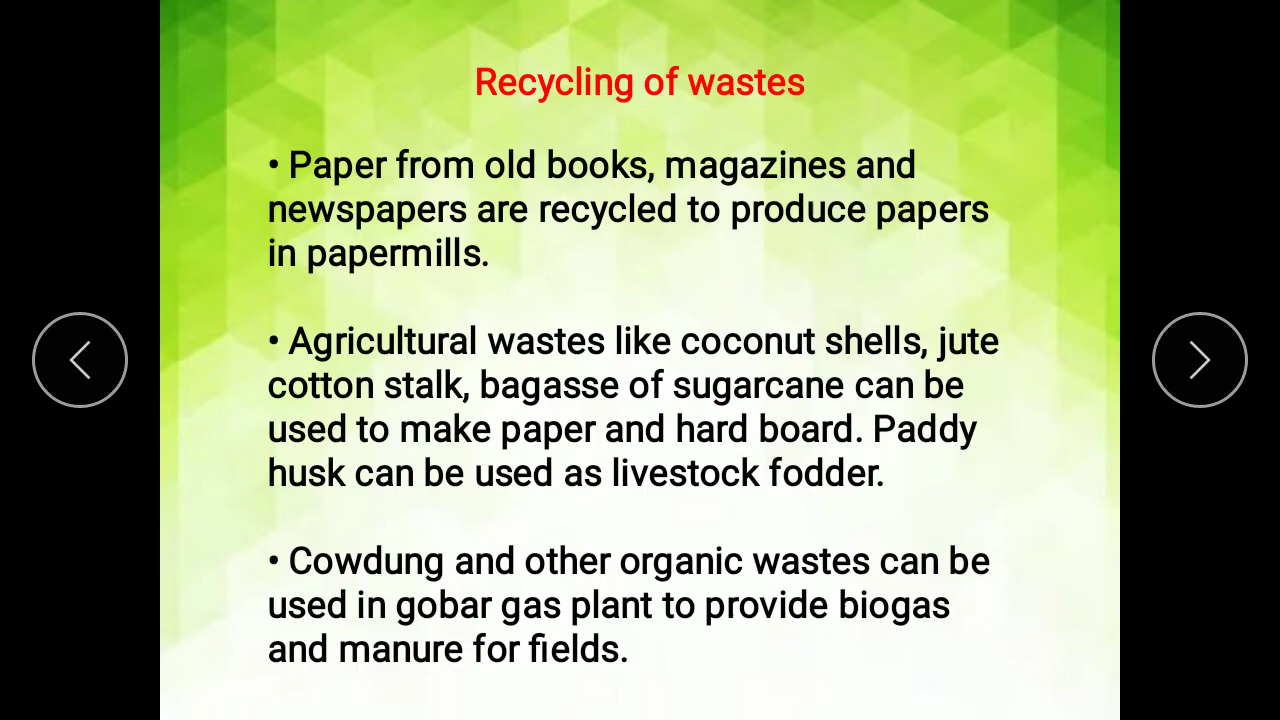 Recycling of wastes
• Paper from old books, magazines and
newspapers are recycled to produce papers
in papermills.
• Agricultural wastes like coconut shells, jute
cotton stalk, bagasse of sugarcane can be
used to make paper and hard board. Paddy
husk can be used as livestock fodder.
• Cowdung and other organic wastes can be
used in gobar gas plant to provide biogas
and manure for fields.